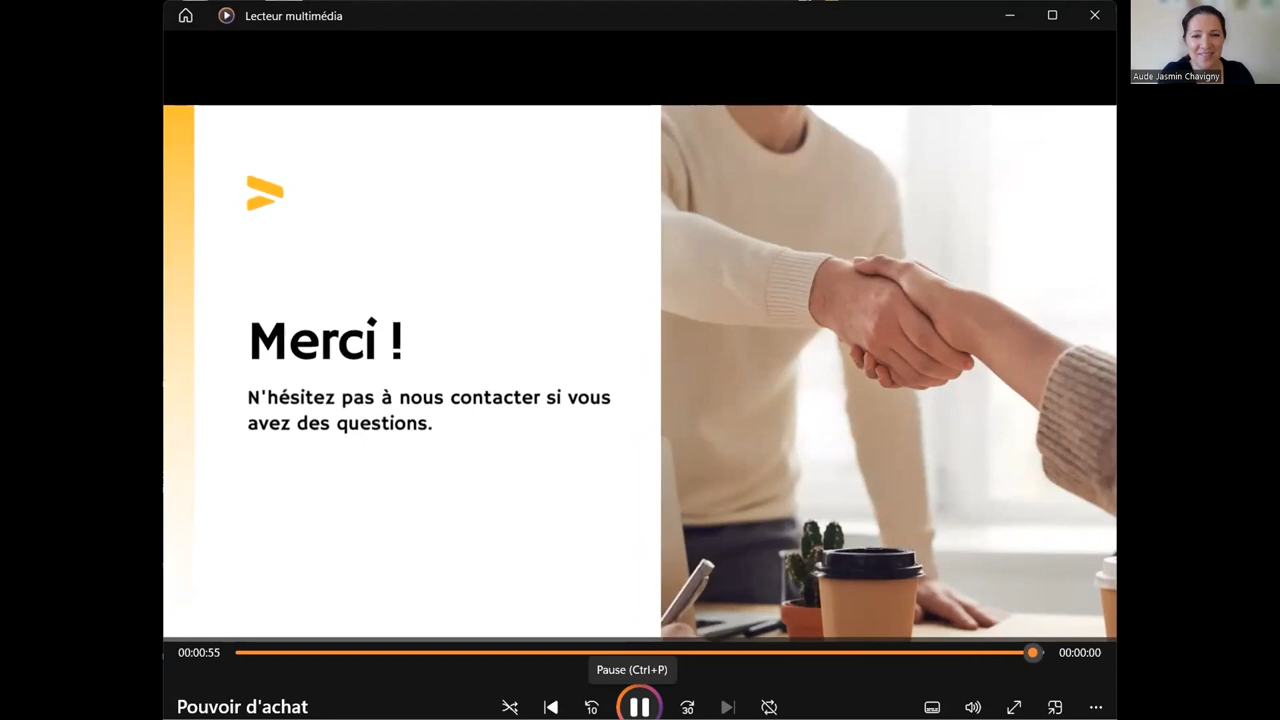 Lecteur multimédia
Aude Jasmin Chavigny
Merci !
N'hésitez pas à nous contacter si vous
avez des questions.
00:00:55
00:00:00
Pause (Ctrl+P)
Pouvoir d'achat
10
30